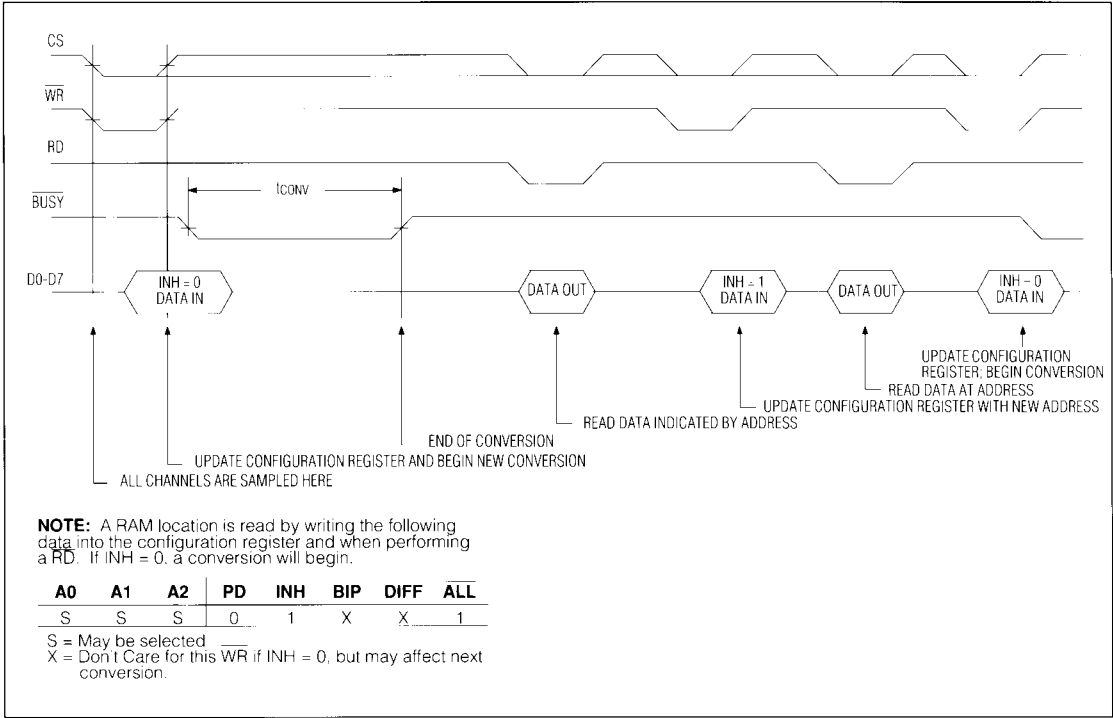 CS
WR
RD
tCONV
BUSY
D0-D7
INH = 0
DATA IN
DATA OUT
INH = 1
DATA IN
DATA OUT
INH = 0
DATA IN
UPDATE CONFIGURATION
REGISTER; BEGIN CONVERSION
READ DATA AT ADDRESS
UPDATE CONFIGURATION REGISTER WITH NEW ADDRESS
READ DATA INDICATED BY ADDRESS
END OF CONVERSION
UPDATE CONFIGURATION REGISTER AND BEGIN NEW CONVERSION
ALL CHANNELS ARE SAMPLED HERE
NOTE: A RAM location is read by writing the following
data into the configuration register and when performing
a RD. If INH = 0, a conversion will begin.
A0 A1 A2 PD INH BIP DIFF ALL
S S S 0 1 X X 1
S = May be selected
X = Don't Care for this WR if INH = 0, but may affect next
conversion.